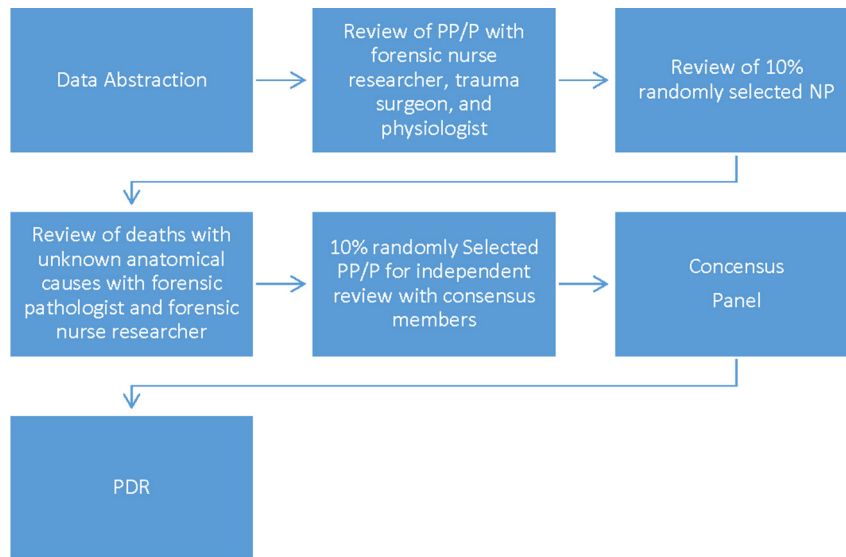 Data Abstraction
Review of PP/P with
forensic nurse
researcher, trauma
surgeon, and
physiologist
Review of 10%
randomly selected NP
Review of deaths with
unknown anatomical
causes with forensic
pathologist and forensic
nurse researcher
10% randomly Selected
PP/P for independent
review with consensus
members
Concensus
Panel
PDR